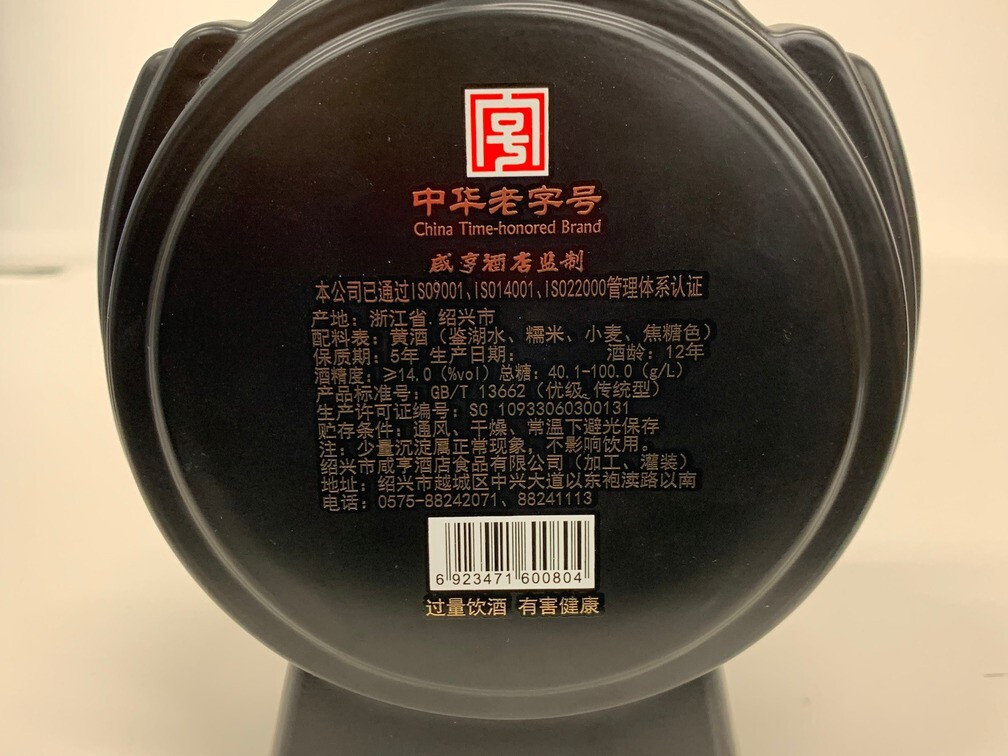 中华老字号
China Time-honored Brand
咸亨酒店监制
本公司已通过ISO9001、ISO14001、ISO22000管理体系认证
产地：浙江省 绍兴市
配料表：黄酒（鉴湖水、糯米、小麦、焦糖色）
保质期：5年 生产日期： 酒龄：12年
酒精度：≥14.0（%vol）总糖：40.1-100.0（g/L）
产品标准号：GB/T 13662（优级。传统型）
生产许可证编号：SC 10933060300131
贮存条件：通风、干燥、常温下避光保存
注：少量沉淀属正常现象，不影响饮用。
绍兴市咸亨酒店食品有限公司（加工、灌装）
地址：绍兴市越城区中兴大道以东袍渎路以南
电话：0575-88242071、88241113
6 923471 600804
过量饮酒 有害健康